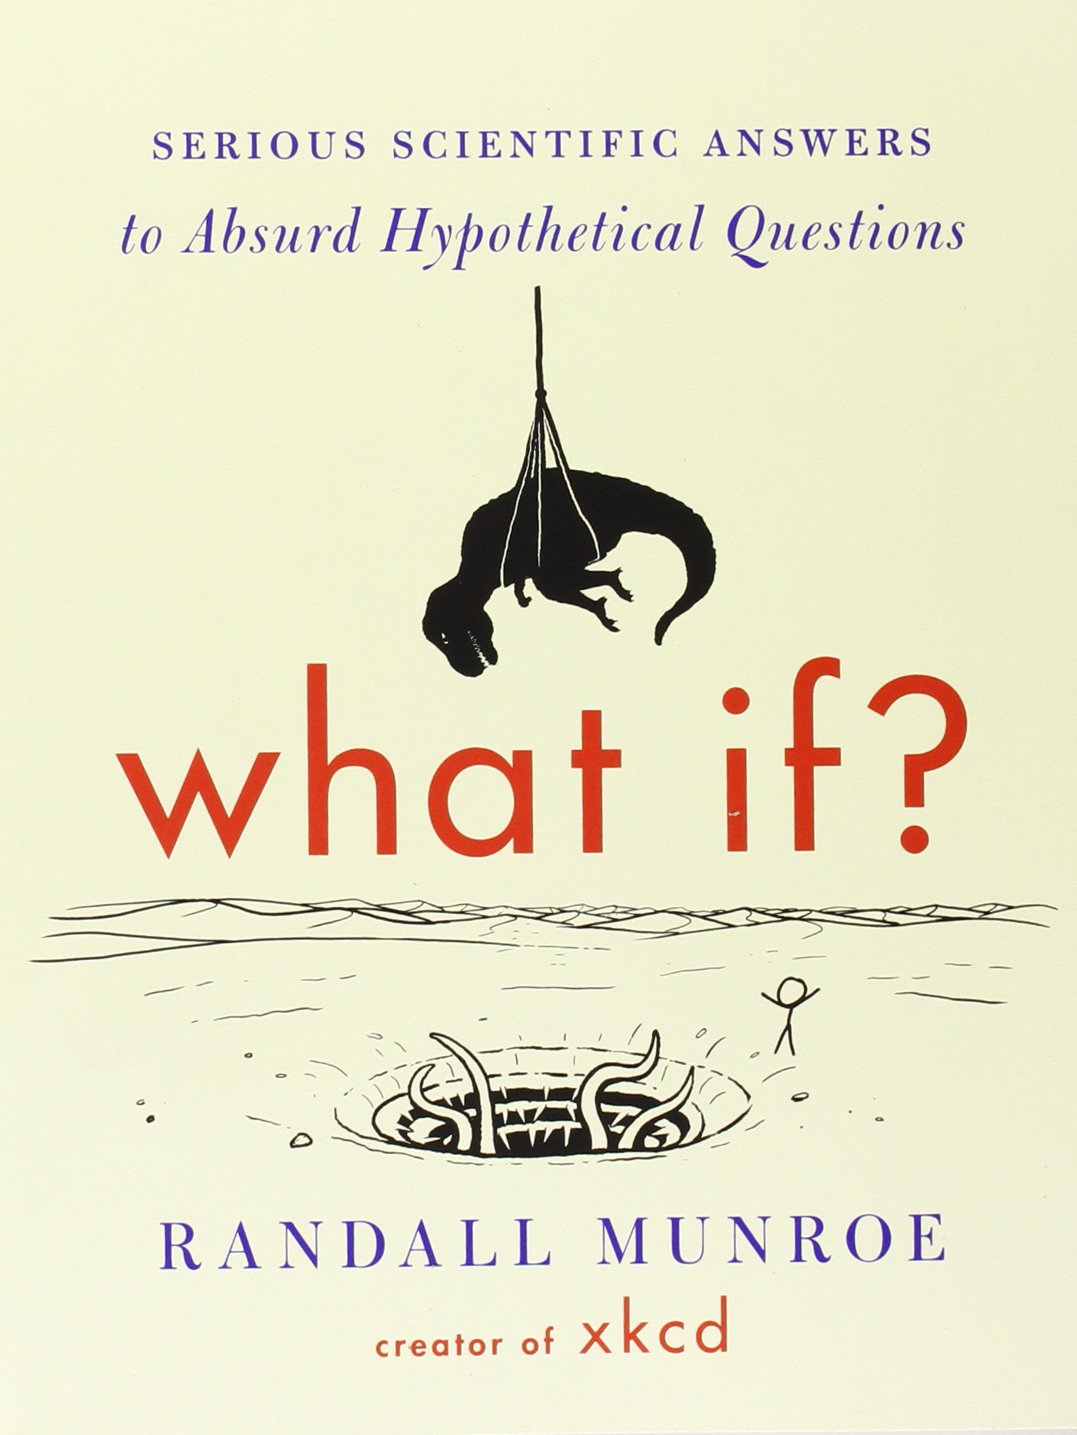 SERIOUS SCIENTIFIC ANSWERS
to Absurd Hypothetical Questions
what if?
RANDALL MUNROE
creator of xkcd